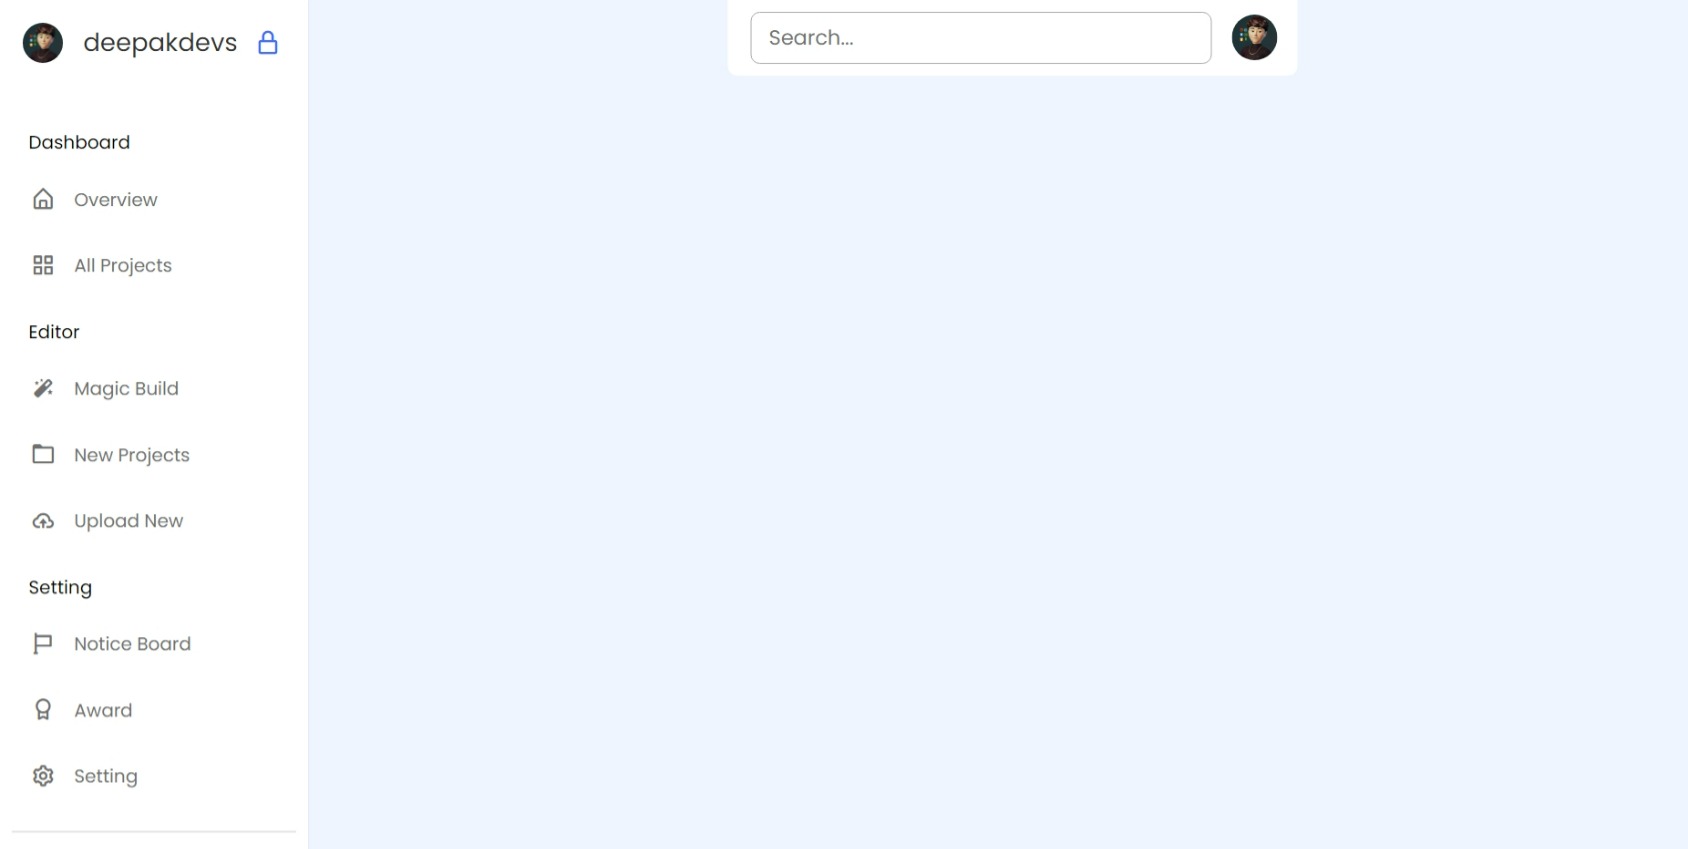 deepakdevs
Search...
Dashboard
Overview
All Projects
Editor
Magic Build
New Projects
Upload New
Setting
Notice Board
Award
Setting